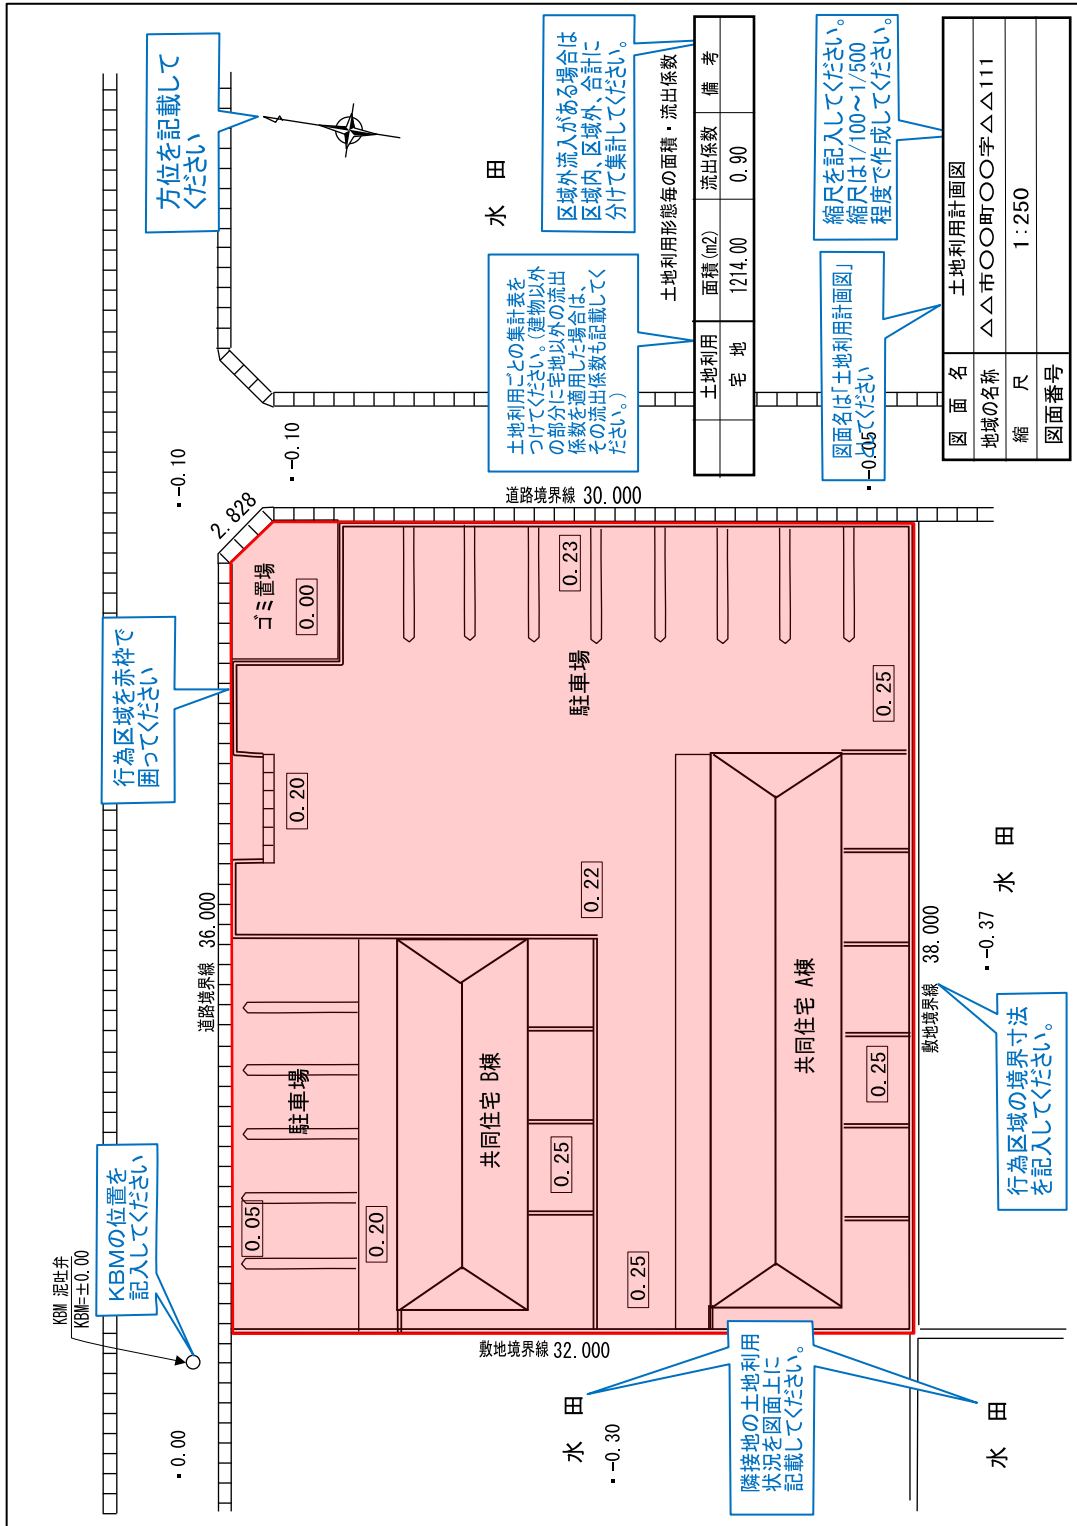 方位を記載して
ください
水　田
区域外流入がある場合は
区域内、区域外、合計に
分けて集計してください。
土地利用ごとの集計表を
つけてください。（建物以外
の部分に宅地以外の流出
係数を適用した場合は、
その流出係数も記載してく
ださい。）
土地利用形態毎の面積・流出係数
土地利用 面積(m2) 流出係数 備　考
宅　地 1214.00 0.90
縮尺を記入してください。
縮尺は1/100～1/500
程度で作成してください。
図面名は「土地利用計画図」
としてください
図　面　名 土地利用計画図
地域の名称 △△市〇〇町〇〇字△△111
縮　　尺 1:250
図面番号
-0.10
-0.10
-0.05
2.828
道路境界線 30.000
行為区域を赤枠で
囲ってください
ゴミ置場
0.00
0.23
駐車場
0.25
0.20
0.22
道路境界線 36.000
駐車場
共同住宅 B棟
共同住宅 A棟
0.25
0.25
0.05
0.20
0.25
敷地境界線 38.000
水　田
-0.37
行為区域の境界寸法
を記入してください。
KBMの位置を
記入してください
KBM 泥吐弁
KBM=±0.00
0.00
敷地境界線 32.000
水　田
-0.30
隣接地の土地利用
状況を図面上に
記載してください。
水　田